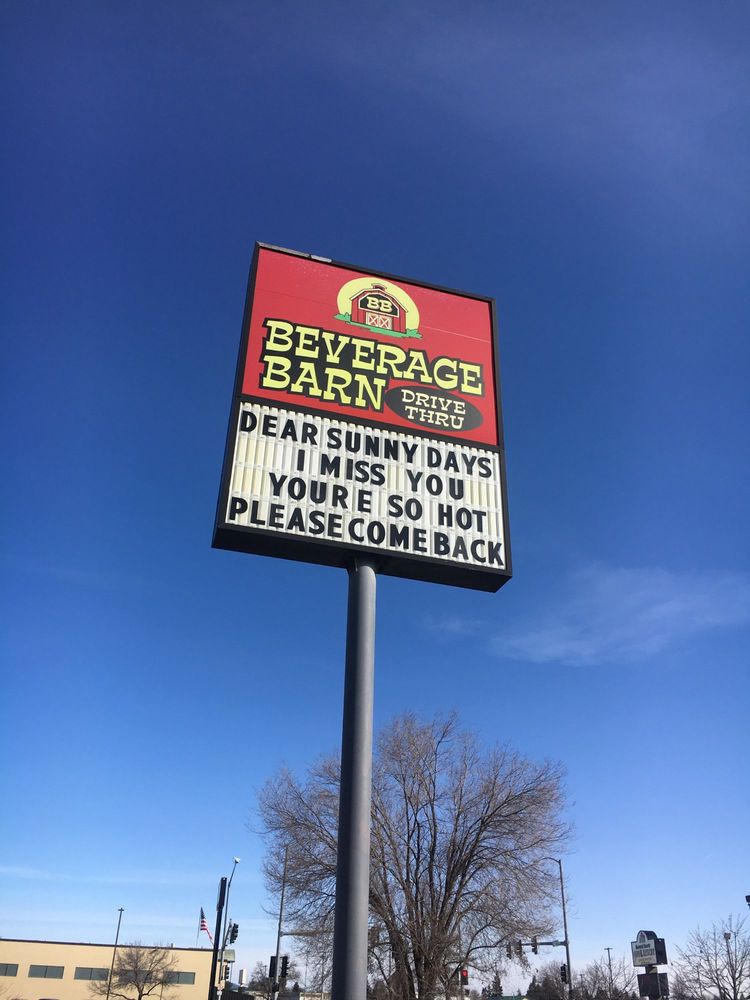 BB
BEVERAGE
BARN
DRIVE
THRU
DEAR SUNNY DAYS
I MISS YOU
YOURE SO HOT
PLEASE COME BACK